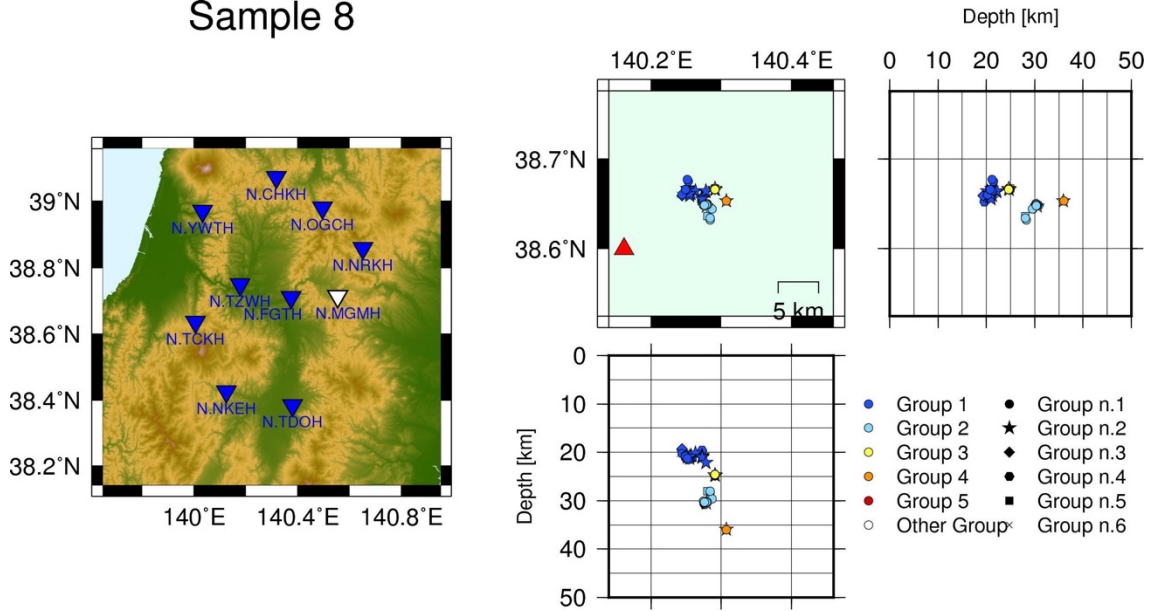 Sample 8
39˚N
38.8˚N
38.6˚N
38.4˚N
38.2˚N
140˚E
140.4˚E
140.8˚E
N.CHKH
N.YWTH
N.OGCH
N.NRKH
N.TZWH
N.FGTH
N.MGMH
N.TCKH
N.NKEH
N.TDOH
140.2˚E
140.4˚E
38.7˚N
38.6˚N
5 km
Depth [km]
0 10 20 30 40 50
0
10
20
30
40
50
Depth [km]
Group 1
Group 2
Group 3
Group 4
Group 5
Other Group
Group n.1
Group n.2
Group n.3
Group n.4
Group n.5
Group n.6